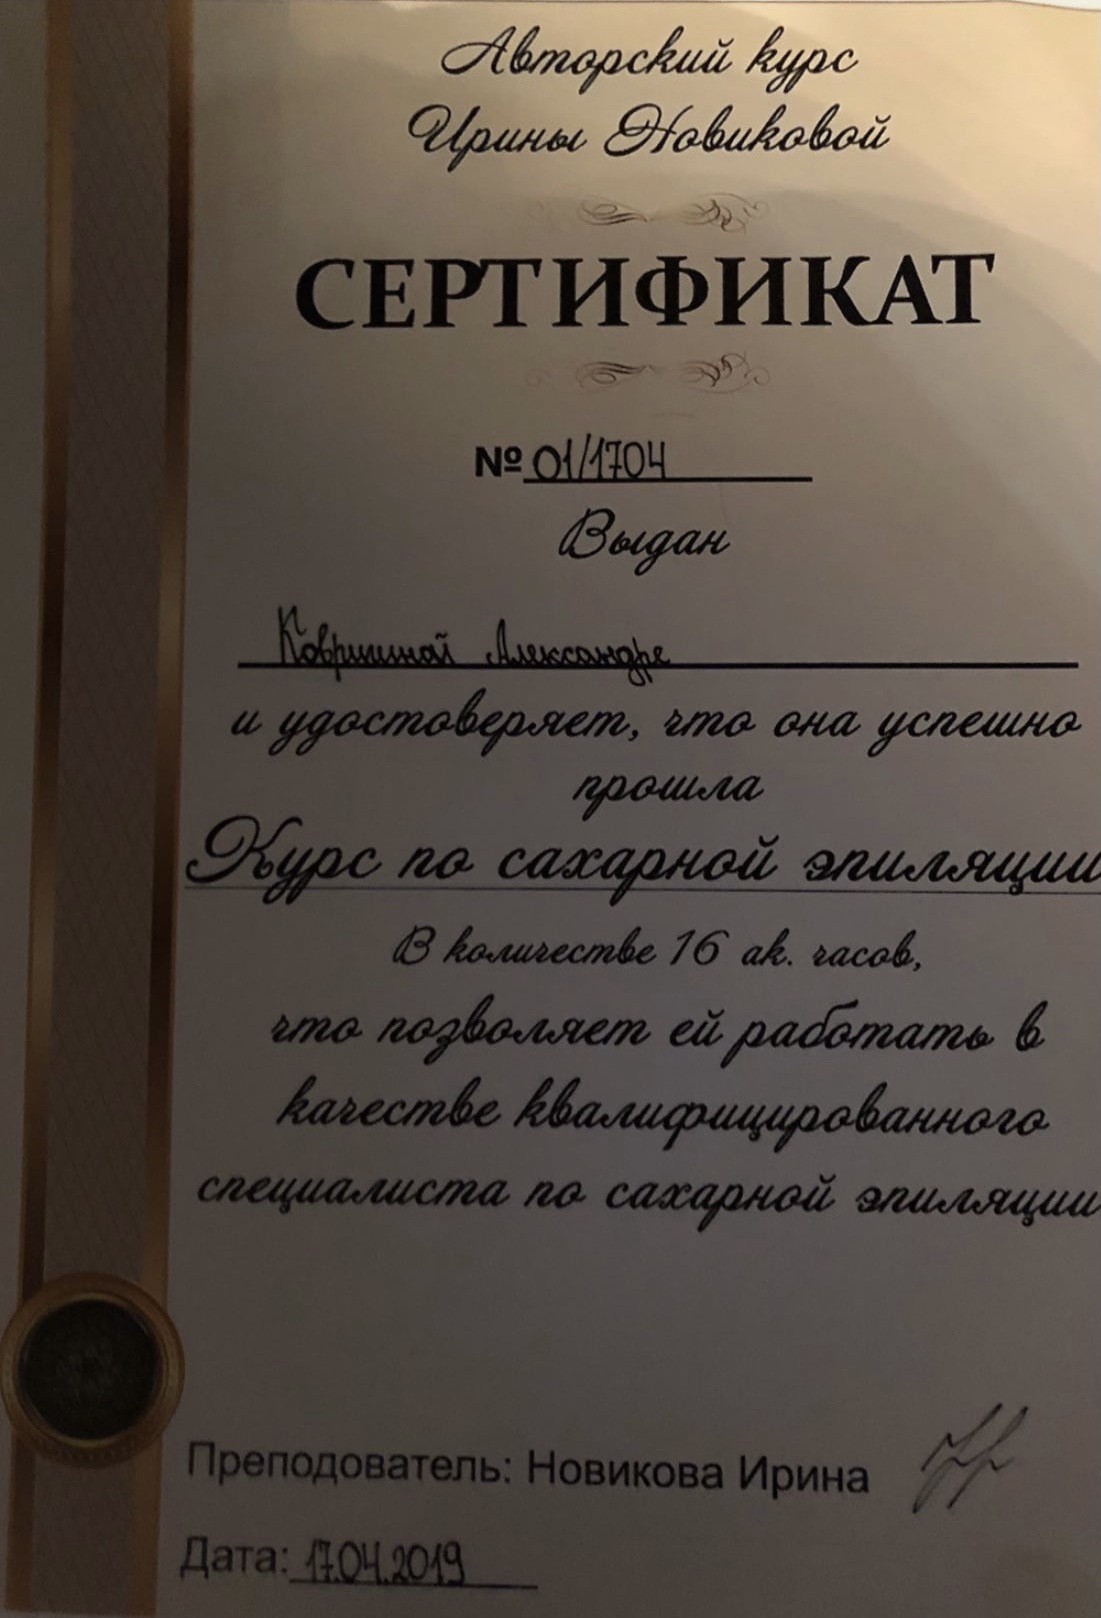 Авторский курс
Ирины Новиковой
СЕРТИФИКАТ
№ 01/1704
Выдан
Александре
и удостоверяет, что она успешно
прошла
Курс по сахарной эпиляции
В количестве 16 ак. часов,
что позволяет ей работать в
качестве квалифицированного
специалиста по сахарной эпиляции
Преподователь: Новикова Ирина
Дата: 17.04.2019